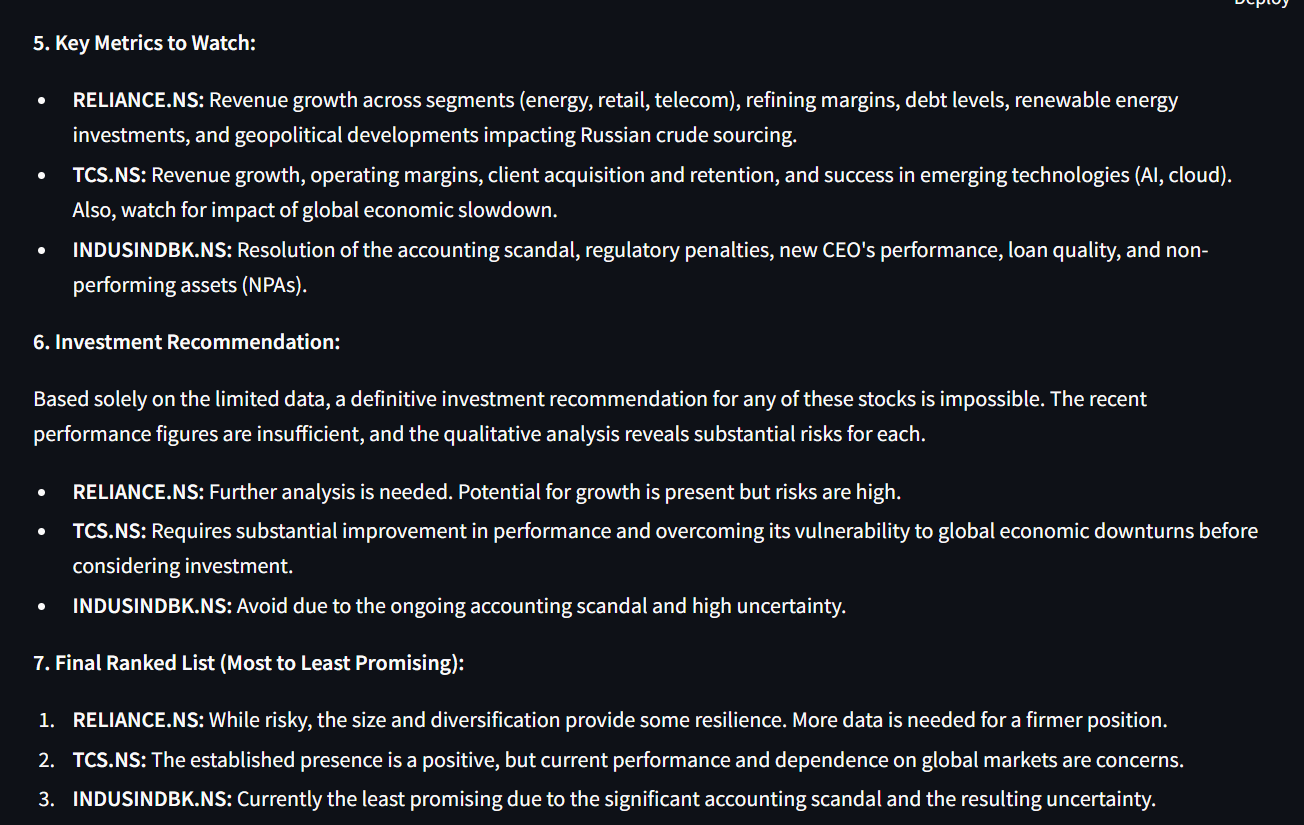 Deploy
5. Key Metrics to Watch:
• RELIANCE.NS: Revenue growth across segments (energy, retail, telecom), refining margins, debt levels, renewable energy
investments, and geopolitical developments impacting Russian crude sourcing.
• TCS.NS: Revenue growth, operating margins, client acquisition and retention, and success in emerging technologies (AI, cloud).
Also, watch for impact of global economic slowdown.
• INDUSINDBK.NS: Resolution of the accounting scandal, regulatory penalties, new CEO's performance, loan quality, and non-
performing assets (NPAs).
6. Investment Recommendation:
Based solely on the limited data, a definitive investment recommendation for any of these stocks is impossible. The recent
performance figures are insufficient, and the qualitative analysis reveals substantial risks for each.
• RELIANCE.NS: Further analysis is needed. Potential for growth is present but risks are high.
• TCS.NS: Requires substantial improvement in performance and overcoming its vulnerability to global economic downturns before
considering investment.
• INDUSINDBK.NS: Avoid due to the ongoing accounting scandal and high uncertainty.
7. Final Ranked List (Most to Least Promising):
1. RELIANCE.NS: While risky, the size and diversification provide some resilience. More data is needed for a firmer position.
2. TCS.NS: The established presence is a positive, but current performance and dependence on global markets are concerns.
3. INDUSINDBK.NS: Currently the least promising due to the significant accounting scandal and the resulting uncertainty.